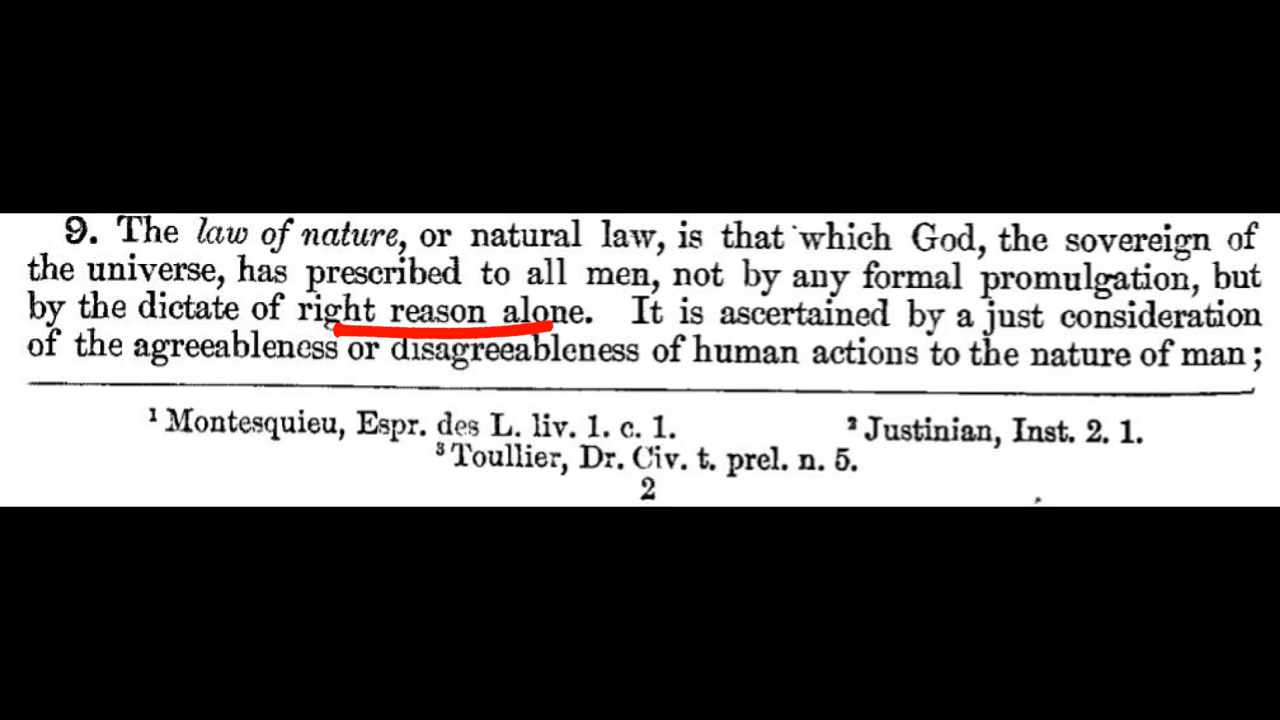 9. The law of nature, or natural law, is that which God, the sovereign of
the universe, has prescribed to all men, not by any formal promulgation, but
by the dictate of right reason alone. It is ascertained by a just consideration
of the agreeableness or disagreeableness of human actions to the nature of man;
¹ Montesquieu, Espr. des L. liv. 1. c. 1. ² Justinian, Inst. 2. 1.
³ Toullier, Dr. Civ. t. prel. n. 5.
2